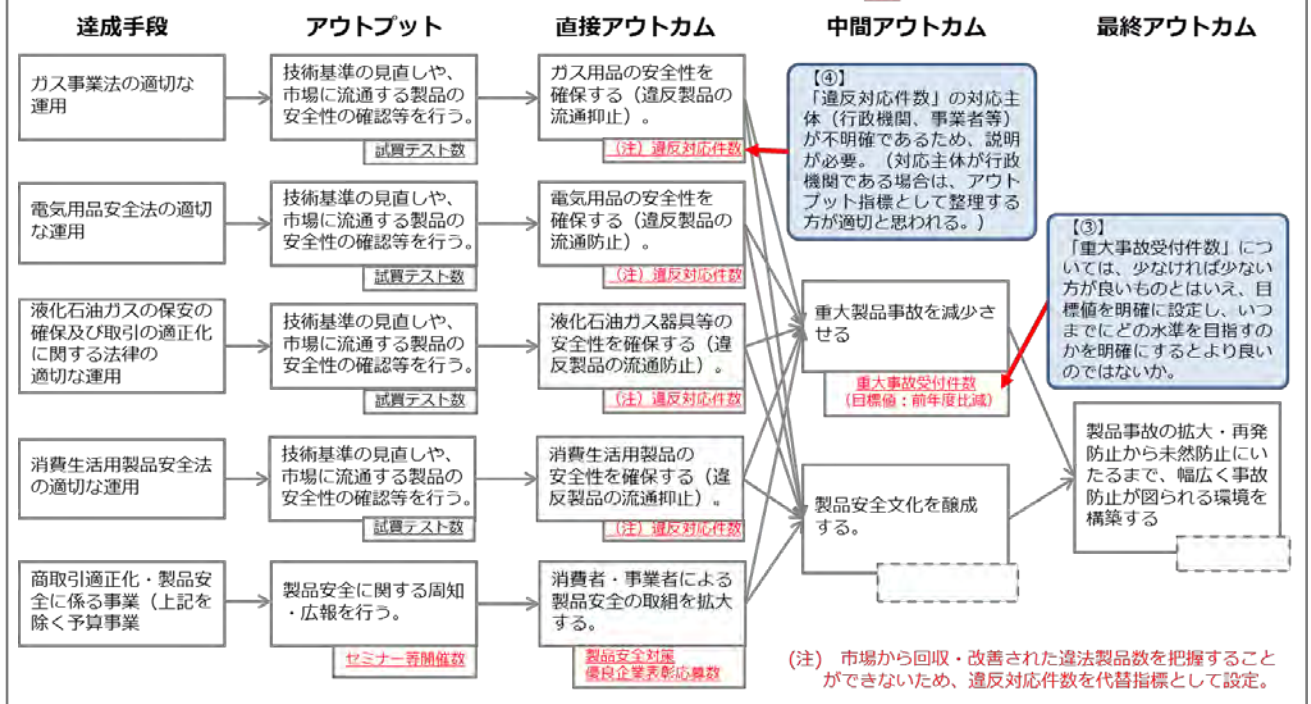 達成手段
アウトプット
直接アウトカム
中間アウトカム
最終アウトカム
ガス事業法の適切な
運用
技術基準の見直しや、
市場に流通する製品の
安全性の確認等を行う。
試買テスト数
ガス用品の安全性を
確保する（違反製品の
流通抑止）。
（注）違反対応件数
【④】
「違反対応件数」の対応主
体（行政機関、事業者等）
が不明確であるため、説明
が必要。（対応主体が行政
機関である場合は、アウト
プット指標として整理する
方が適切と思われる。）
電気用品安全法の適切
な運用
技術基準の見直しや、
市場に流通する製品の
安全性の確認等を行う。
試買テスト数
電気用品の安全性を
確保する（違反製品の
流通防止）。
（注）違反対応件数
【③】
「重大事故受付件数」につ
いては、少なければ少ない
方が良いものとはいえ、目
標値を明確に設定し、いつ
までにどの水準を目指すの
かを明確にするとより良い
のではないか。
液化石油ガスの保安の
確保及び取引の適正化
に関する法律の
適切な運用
技術基準の見直しや、
市場に流通する製品の
安全性の確認等を行う。
試買テスト数
液化石油ガス器具等の
安全性を確保する（違
反製品の流通防止）。
（注）違反対応件数
重大製品事故を減少さ
せる
重大事故受付件数
（目標値：前年度比減）
消費生活用製品安全法
の適切な運用
技術基準の見直しや、
市場に流通する製品の
安全性の確認等を行う。
試買テスト数
消費生活用製品の
安全性を確保する（違
反製品の流通抑止）。
（注）違反対応件数
製品安全文化を醸成
する。
製品事故の拡大・再発
防止から未然防止にい
たるまで、幅広く事故
防止が図られる環境を
構築する
商取引適正化・製品安
全に係る事業（上記を
除く予算事業
製品安全に関する周知
・広報を行う。
セミナー等開催数
消費者・事業者による
製品安全の取組を拡大
する。
製品安全対策
優良企業表彰応募数
(注)　市場から回収・改善された違法製品数を把握すること
ができないため、違反対応件数を代替指標として設定。